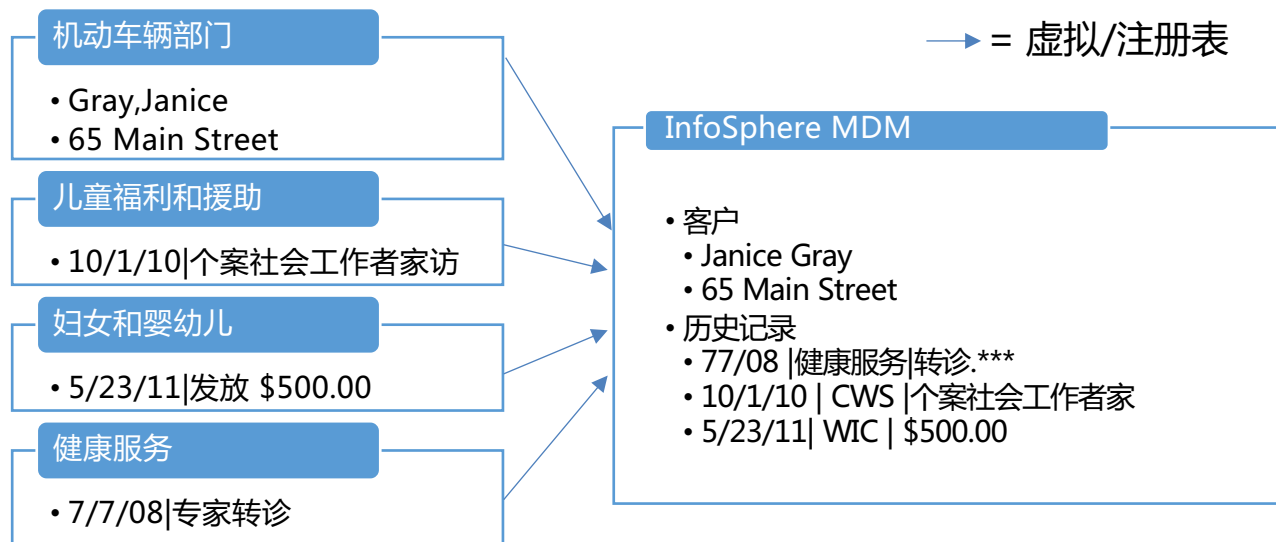 机动车辆部门
• Gray,Janice
• 65 Main Street
儿童福利和援助
• 10/1/10|个案社会工作者家访
妇女和婴幼儿
• 5/23/11|发放 $500.00
健康服务
• 7/7/08|专家转诊
= 虚拟/注册表
InfoSphere MDM
• 客户
• Janice Gray
• 65 Main Street
• 历史记录
• 77/08 |健康服务|转诊.***
• 10/1/10 | CWS |个案社会工作者家
• 5/23/11| WIC | $500.00